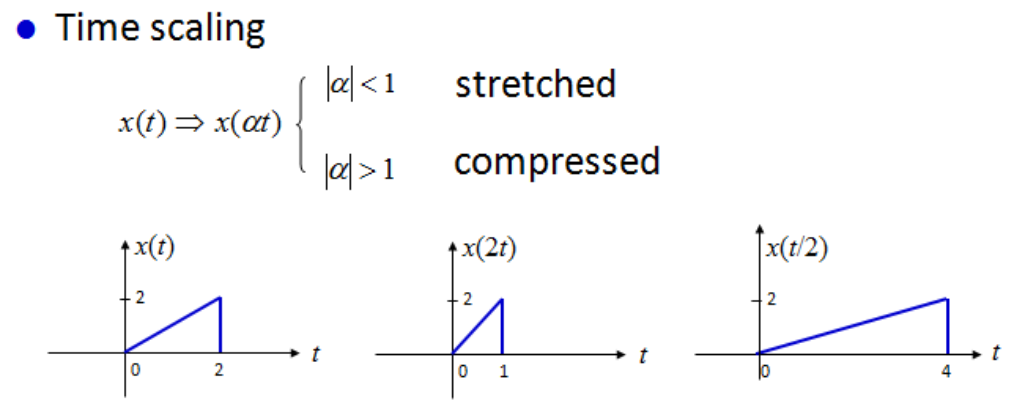 ● Time scaling
|α| < 1 stretched
x(t) ⇒ x(αt)
|α| > 1 compressed
x(t) x(2t) x(t/2)
2 2 2
t t t
0 2 0 1 0 4